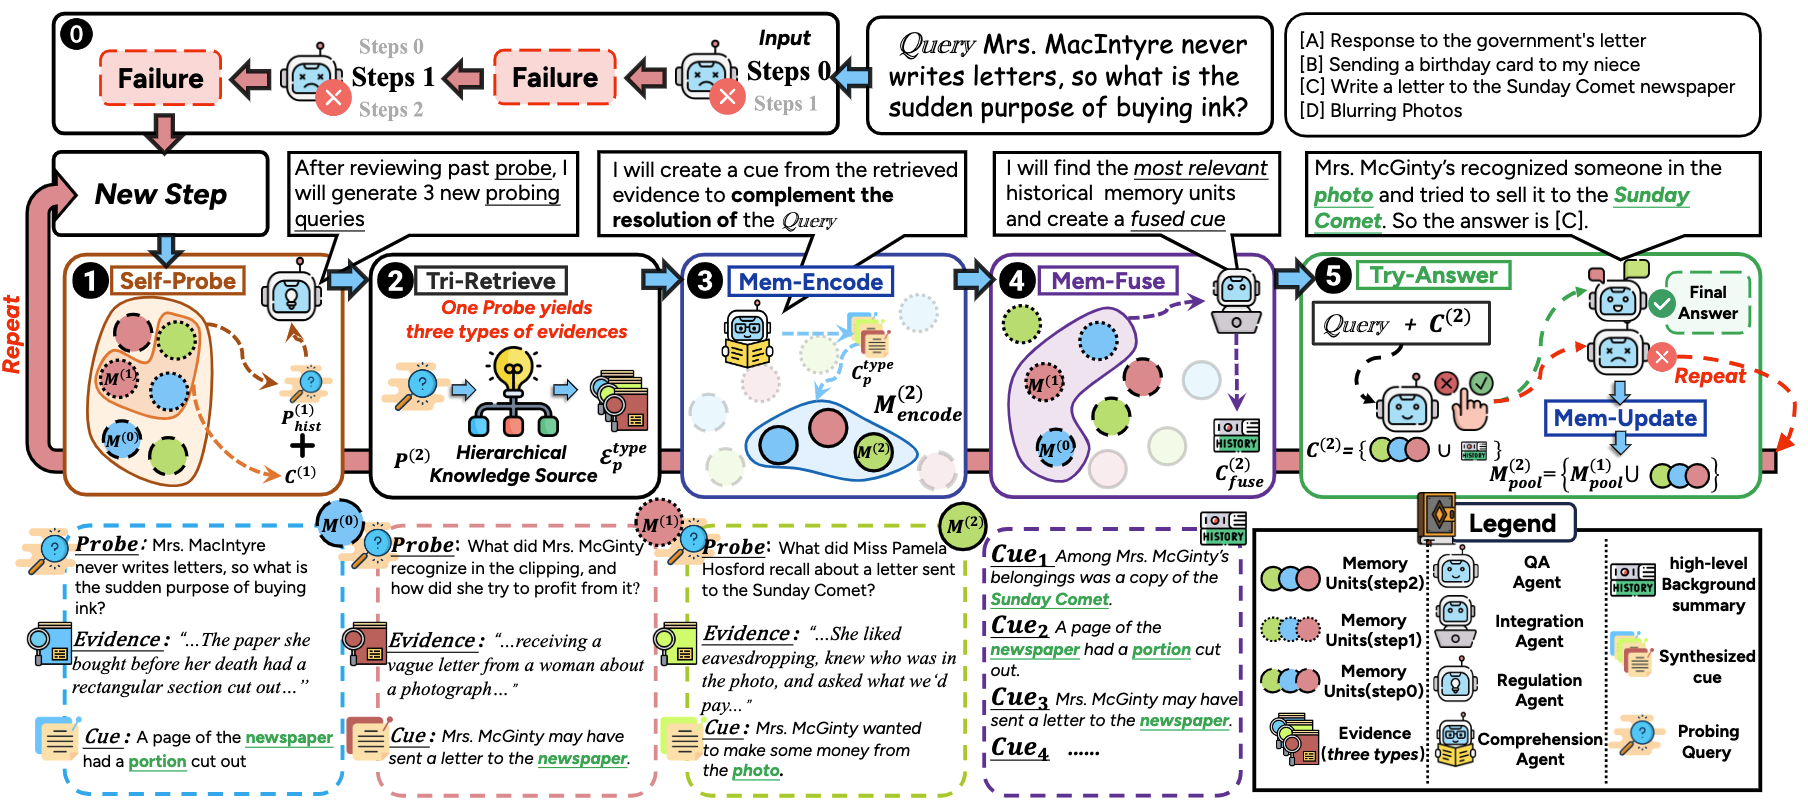 0
Input
Steps 0
Steps 1
Steps 2
Failure
Failure
Steps 0
Steps 1
Query Mrs. MacIntyre never
writes letters, so what is the
sudden purpose of buying ink?
[A] Response to the government's letter
[B] Sending a birthday card to my niece
[C] Write a letter to the Sunday Comet newspaper
[D] Blurring Photos
New Step
Repeat
After reviewing past probe, I
will generate 3 new probing
queries
I will create a cue from the retrieved
evidence to complement the
resolution of the Query
I will find the most relevant
historical memory units
and create a fused cue
Mrs. McGinty's recognized someone in the
photo and tried to sell it to the Sunday
Comet. So the answer is [C].
1 Self-Probe
M(1)
M(0)
P(1)hist
+
C(1)
2 Tri-Retrieve
One Probe yields
three types of evidences
P(2)
Hierarchical
Knowledge Source
εtypep
3 Mem-Encode
Ctypep
M(2)encode
M(2)
4 Mem-Fuse
M(1)
M(0)
HISTORY
C(2)fuse
5 Try-Answer
Query + C(2)
Final
Answer
Repeat
Mem-Update
C(2)={ ∪ HISTORY }
M(2)pool={M(1)pool∪ }
M(0)
Probe: Mrs. MacIntyre
never writes letters, so what is
the sudden purpose of buying
ink?
Evidence: "...The paper she
bought before her death had a
rectangular section cut out..."
Cue: A page of the newspaper
had a portion cut out
M(1)
Probe: What did Mrs. McGinty
recognize in the clipping, and
how did she try to profit from it?
Evidence: "...receiving a
vague letter from a woman about
a photograph..."
Cue: Mrs. McGinty may have
sent a letter to the newspaper.
M(2)
Probe: What did Miss Pamela
Hosford recall about a letter sent
to the Sunday Comet?
Evidence: "...She liked
eavesdropping, knew who was in
the photo, and asked what we'd
pay..."
Cue: Mrs. McGinty wanted
to make some money from
the photo.
HISTORY
Cue1 Among Mrs. McGinty's
belongings was a copy of the
Sunday Comet.
Cue2 A page of the
newspaper had a portion cut
out.
Cue3 Mrs. McGinty may have
sent a letter to the newspaper.
Cue4 ......
Legend
Memory
Units(step2)
Memory
Units(step1)
Memory
Units(step0)
Evidence
(three types)
QA
Agent
Integration
Agent
Regulation
Agent
Comprehension
Agent
HISTORY
high-level
Background
summary
Synthesized
cue
Probing
Query